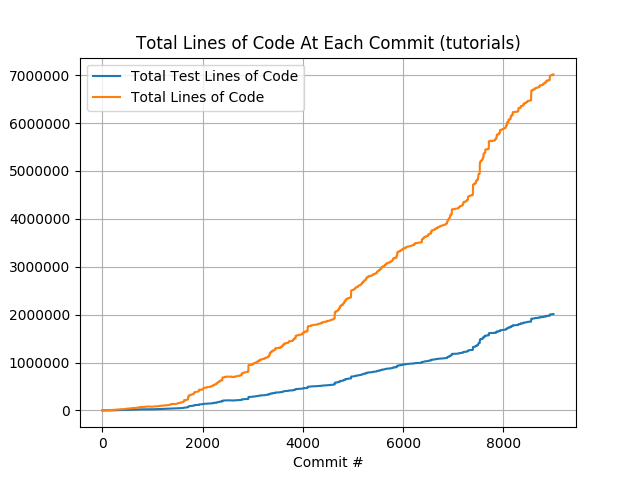 Total Lines of Code At Each Commit (tutorials)
Total Test Lines of Code
Total Lines of Code
7000000
6000000
5000000
4000000
3000000
2000000
1000000
0
0 2000 4000 6000 8000
Commit #